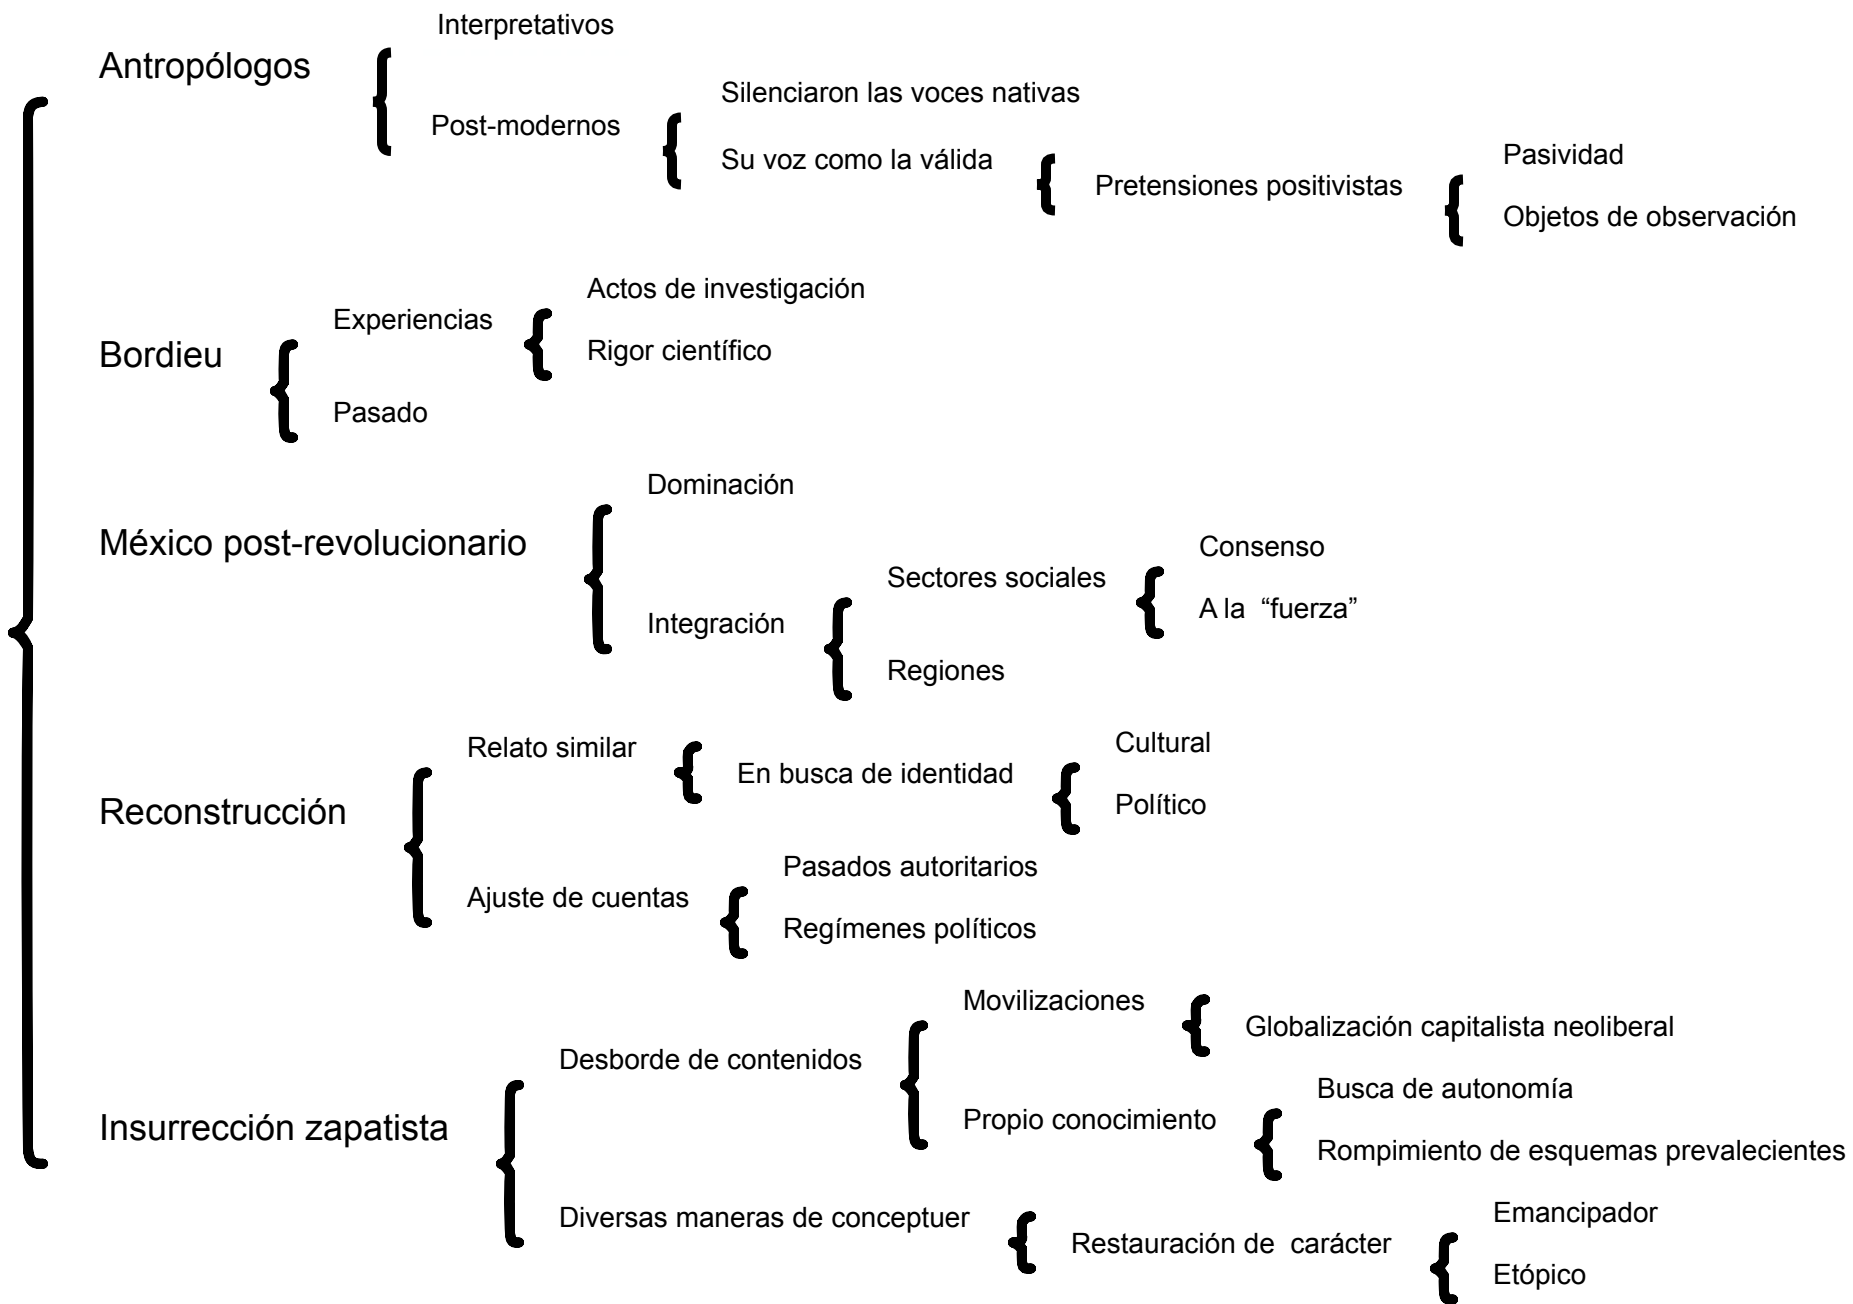 Antropólogos
Interpretativos
Post-modernos
Silenciaron las voces nativas
Su voz como la válida
Pretensiones positivistas
Pasividad
Objetos de observación
Bordieu
Experiencias
Actos de investigación
Rigor científico
Pasado
México post-revolucionario
Dominación
Integración
Sectores sociales
Consenso
A la “fuerza”
Regiones
Reconstrucción
Relato similar
En busca de identidad
Cultural
Político
Ajuste de cuentas
Pasados autoritarios
Regímenes políticos
Insurrección zapatista
Desborde de contenidos
Movilizaciones
Globalización capitalista neoliberal
Propio conocimiento
Busca de autonomía
Rompimiento de esquemas prevalecientes
Diversas maneras de conceptuer
Restauración de carácter
Emancipador
Etópico